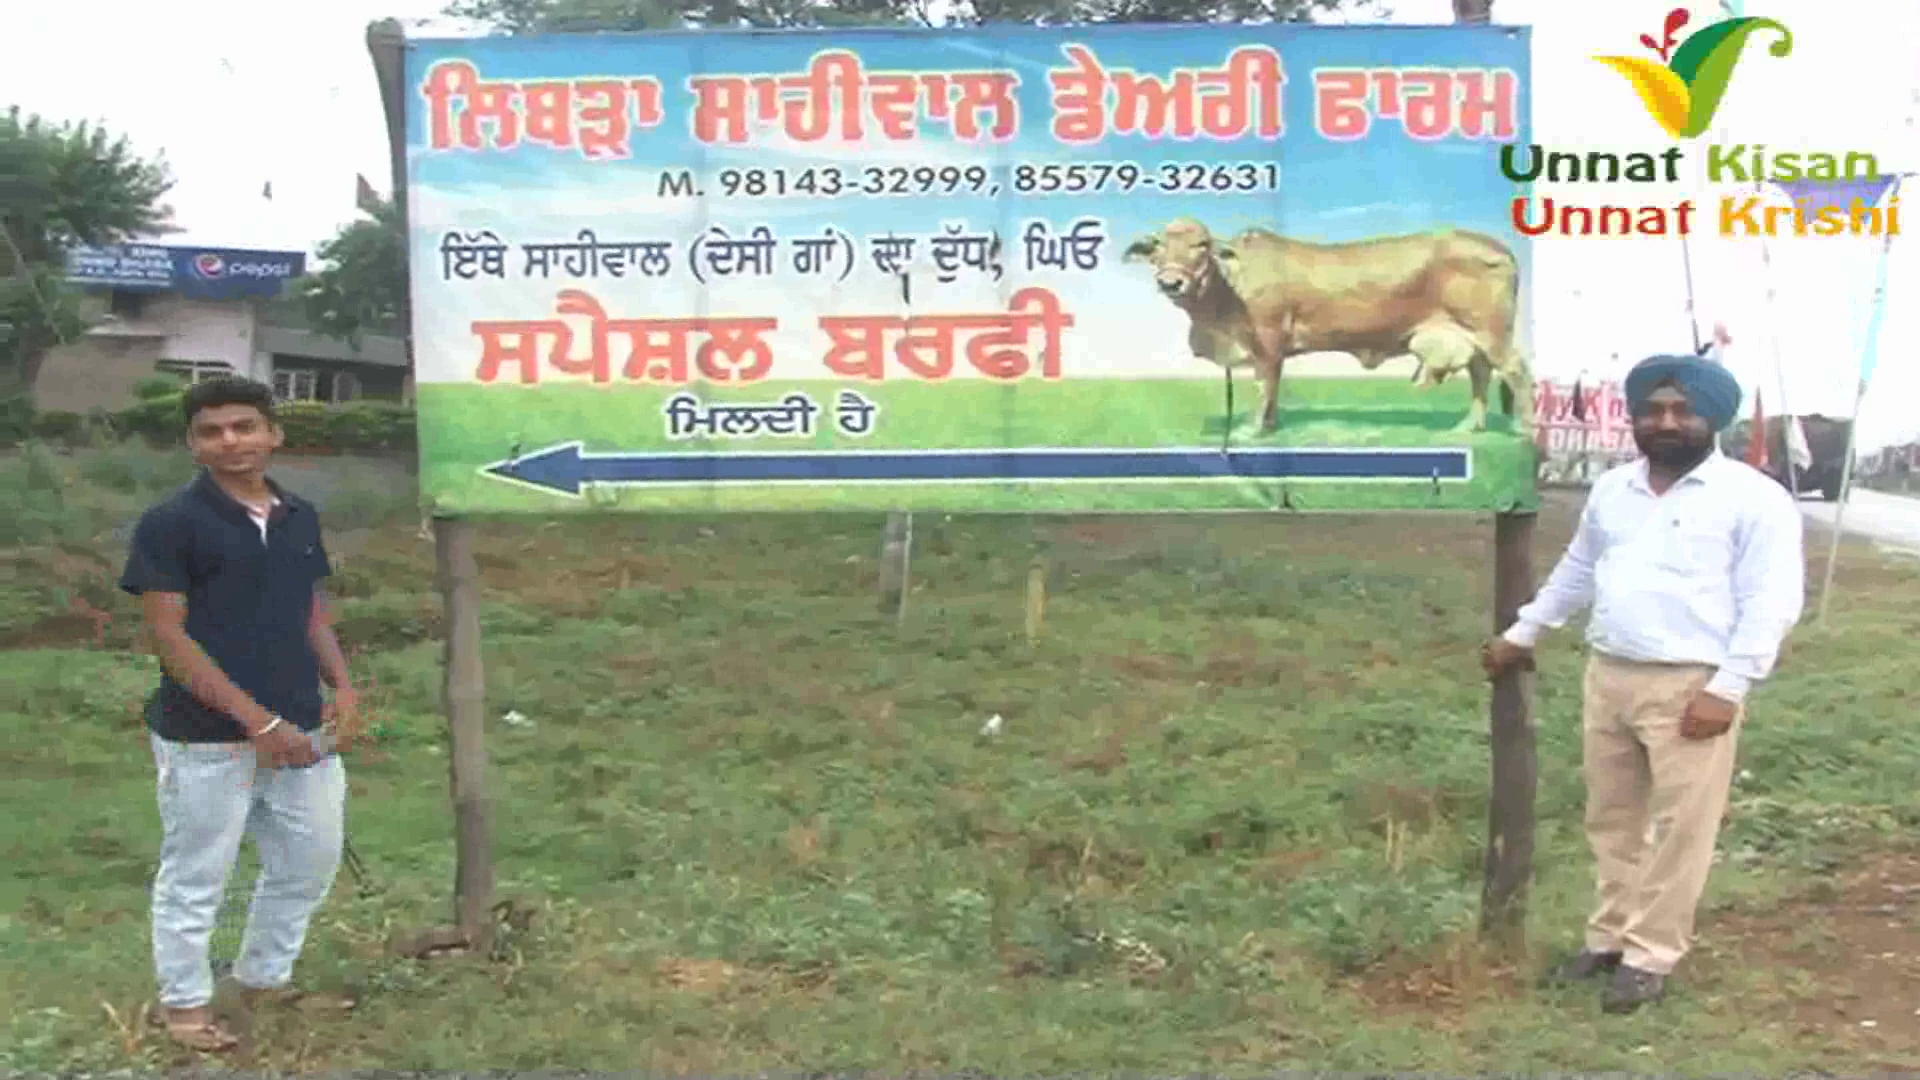 ਲਿਬੜਾ ਸਾਹੀਵਾਲ ਡੇਅਰੀ ਫਾਰਮ
M. 98143-32999, 85579-32631
ਇੱਥੇ ਸਾਹੀਵਾਲ (ਦੇਸੀ ਗਾਂ) ਦਾ ਦੁੱਧ, ਘਿਓ
ਸਪੈਸ਼ਲ ਬਰਫੀ
ਮਿਲਦੀ ਹੈ
Unnat Kisan
Unnat Krishi
pepsi